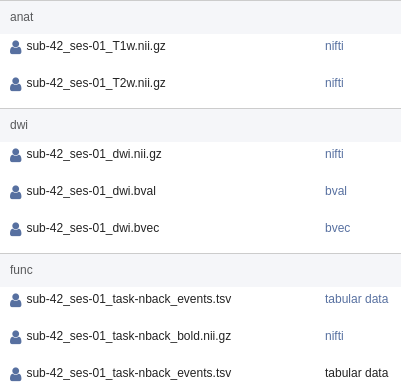 anat
sub-42_ses-01_T1w.nii.gz nifti
sub-42_ses-01_T2w.nii.gz nifti
dwi
sub-42_ses-01_dwi.nii.gz nifti
sub-42_ses-01_dwi.bval bval
sub-42_ses-01_dwi.bvec bvec
func
sub-42_ses-01_task-nback_events.tsv tabular data
sub-42_ses-01_task-nback_bold.nii.gz nifti
sub-42_ses-01_task-nback_events.tsv tabular data